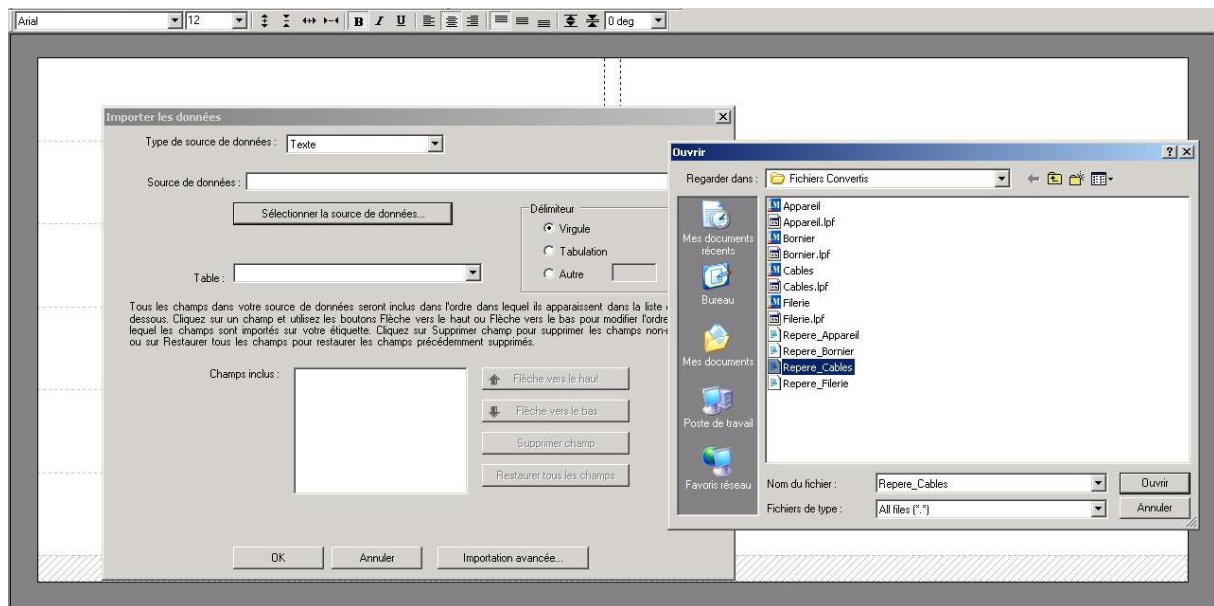 Arial 12 B I U 0 deg
Importer les données
Type de source de données : Texte
Source de données :
Sélectionner la source de données...
Délimiteur
Virgule
Tabulation
Autre
Table :
Tous les champs dans votre source de données seront inclus dans l'ordre dans lequel ils apparaissent dans la liste
dessous. Cliquez sur un champ et utilisez les boutons Flèche vers le haut ou Flèche vers le bas pour modifier l'ordre
lequel les champs sont importés sur votre étiquette. Cliquez sur Supprimer champ pour supprimer les champs
ou sur Restaurer tous les champs pour restaurer les champs précédemment supprimés.
Champs inclus :
Flèche vers le haut
Flèche vers le bas
Supprimer champ
Restaurer tous les champs
OK Annuler Importation avancée...
Ouvrir
Regarder dans : Fichiers Convertis
Mes documents
récents
Bureau
Mes documents
Poste de travail
Favoris réseau
Appareil
Appareil.lpf
Bornier
Bornier.lpf
Cables
Cables.lpf
Filerie
Filerie.lpf
Repere_Appareil
Repere_Bornier
Repere_Cables
Repere_Filerie
Nom du fichier : Repere_Cables Ouvrir
Fichiers de type : All files (*.*) Annuler